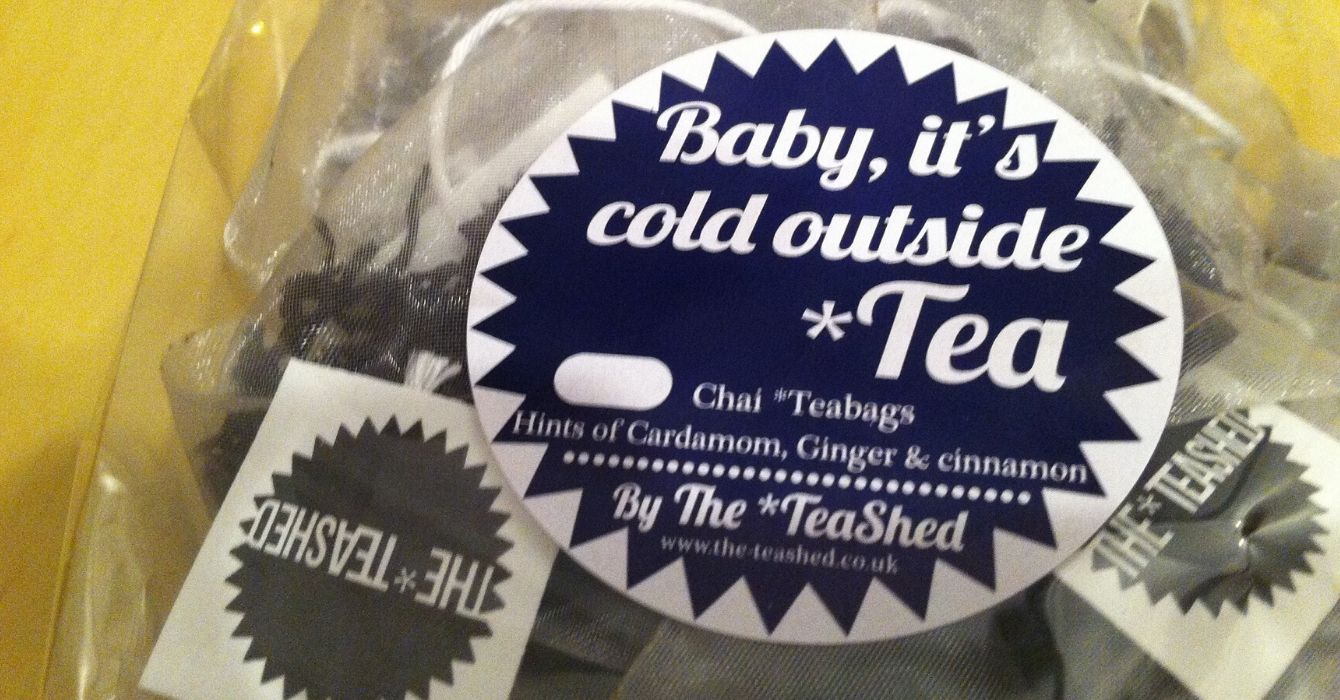 Baby, it's
cold outside
*Tea
Chai *Teabags
Hints of Cardamom, Ginger & cinnamon
By The *TeaShed
www.the-teashed.co.uk
THE*TEASHED
THE*TEASHED